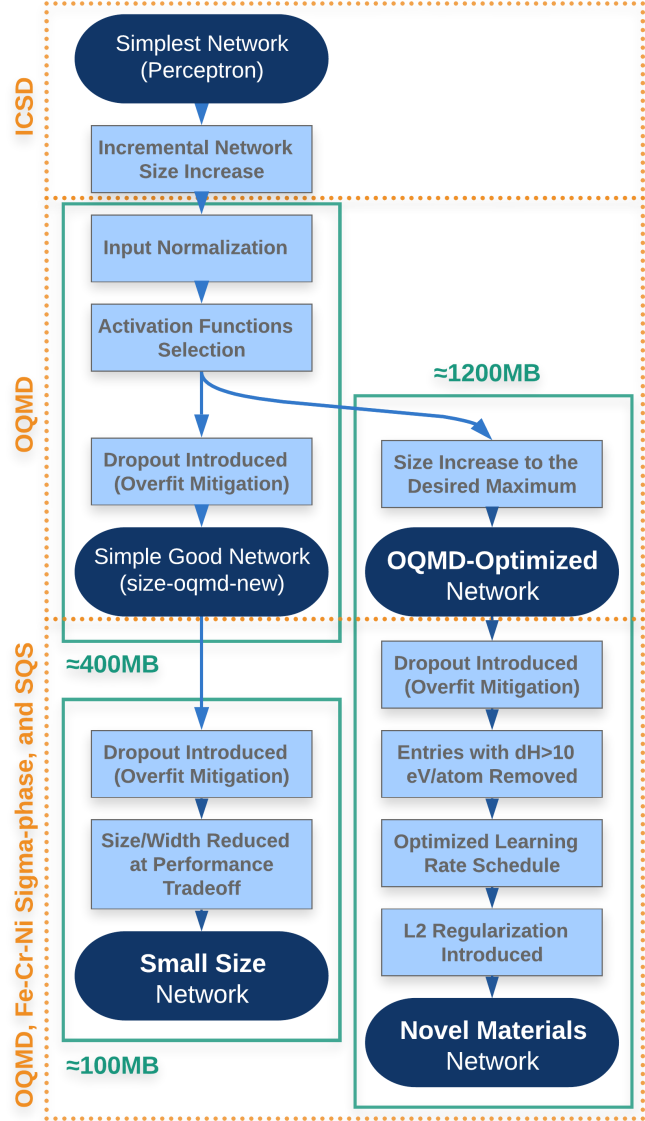 ICSD
Simplest Network
(Perceptron)
Incremental Network
Size Increase
OQMD
Input Normalization
Activation Functions
Selection
Dropout Introduced
(Overfit Mitigation)
Simple Good Network
(size-oqmd-new)
≈400MB
≈1200MB
Size Increase to the
Desired Maximum
OQMD-Optimized
Network
OQMD, Fe-Cr-Ni Sigma-phase, and SQS
Dropout Introduced
(Overfit Mitigation)
Size/Width Reduced
at Performance
Tradeoff
Small Size
Network
≈100MB
Dropout Introduced
(Overfit Mitigation)
Entries with dH>10
eV/atom Removed
Optimized Learning
Rate Schedule
L2 Regularization
Introduced
Novel Materials
Network